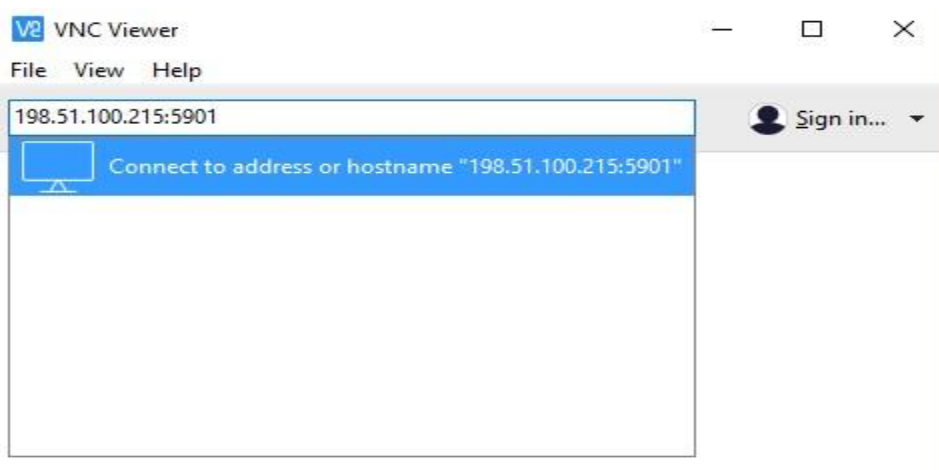 VNC Viewer
File View Help
198.51.100.215:5901
Sign in...
Connect to address or hostname "198.51.100.215:5901"